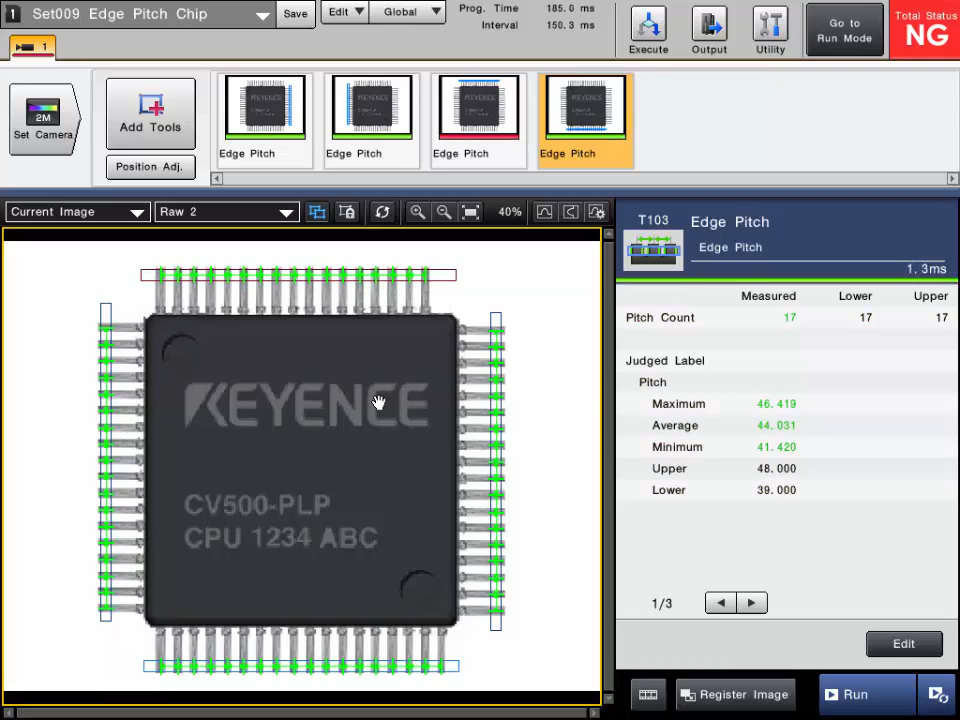 1 Set009 Edge Pitch Chip
Save
Edit
Global
Prog. Time 185.0 ms
Interval 150.3 ms
Execute
Output
Utility
Go to
Run Mode
Total Status
NG
1
2M
Set Camera
Add Tools
Position Adj.
KEYENCE
Edge Pitch
KEYENCE
Edge Pitch
KEYENCE
Edge Pitch
KEYENCE
Edge Pitch
Current Image
Raw 2
40%
KEYENCE
CV500-PLP
CPU 1234 ABC
T103
Edge Pitch
Edge Pitch
1.3ms
Measured Lower Upper
Pitch Count 17 17 17
Judged Label
Pitch
Maximum 46.419
Average 44.031
Minimum 41.420
Upper 48.000
Lower 39.000
1/3
Edit
Register Image
Run